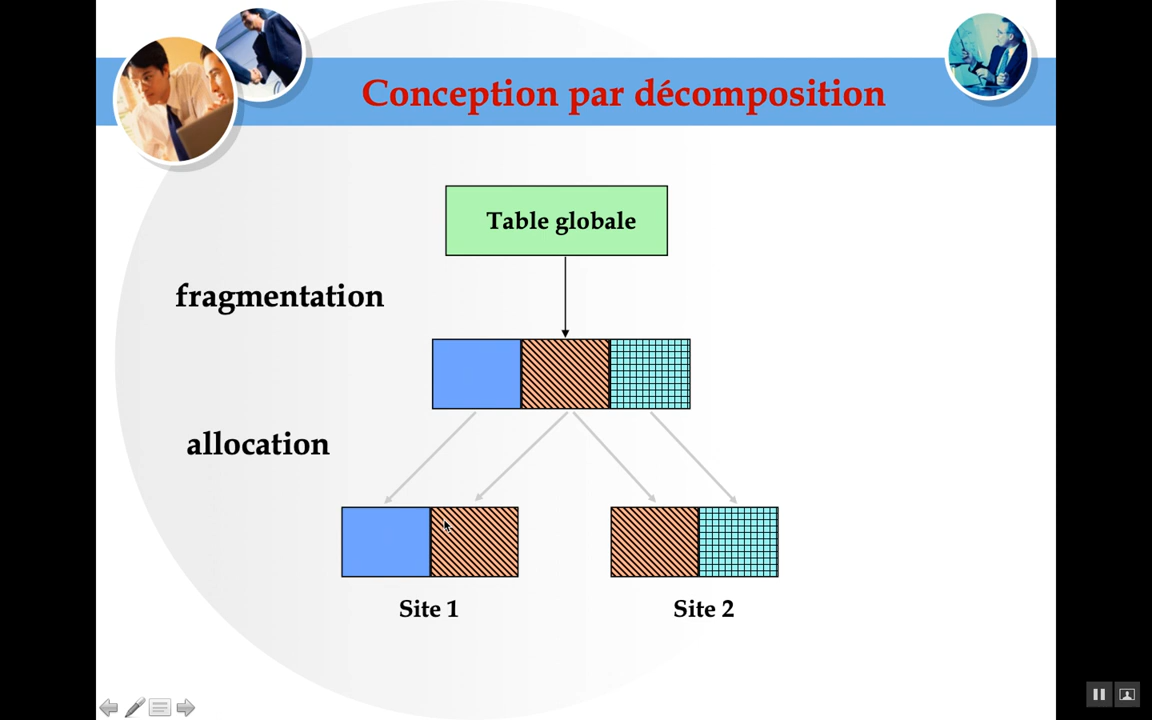 Conception par décomposition
Table globale
fragmentation
allocation
Site 1
Site 2